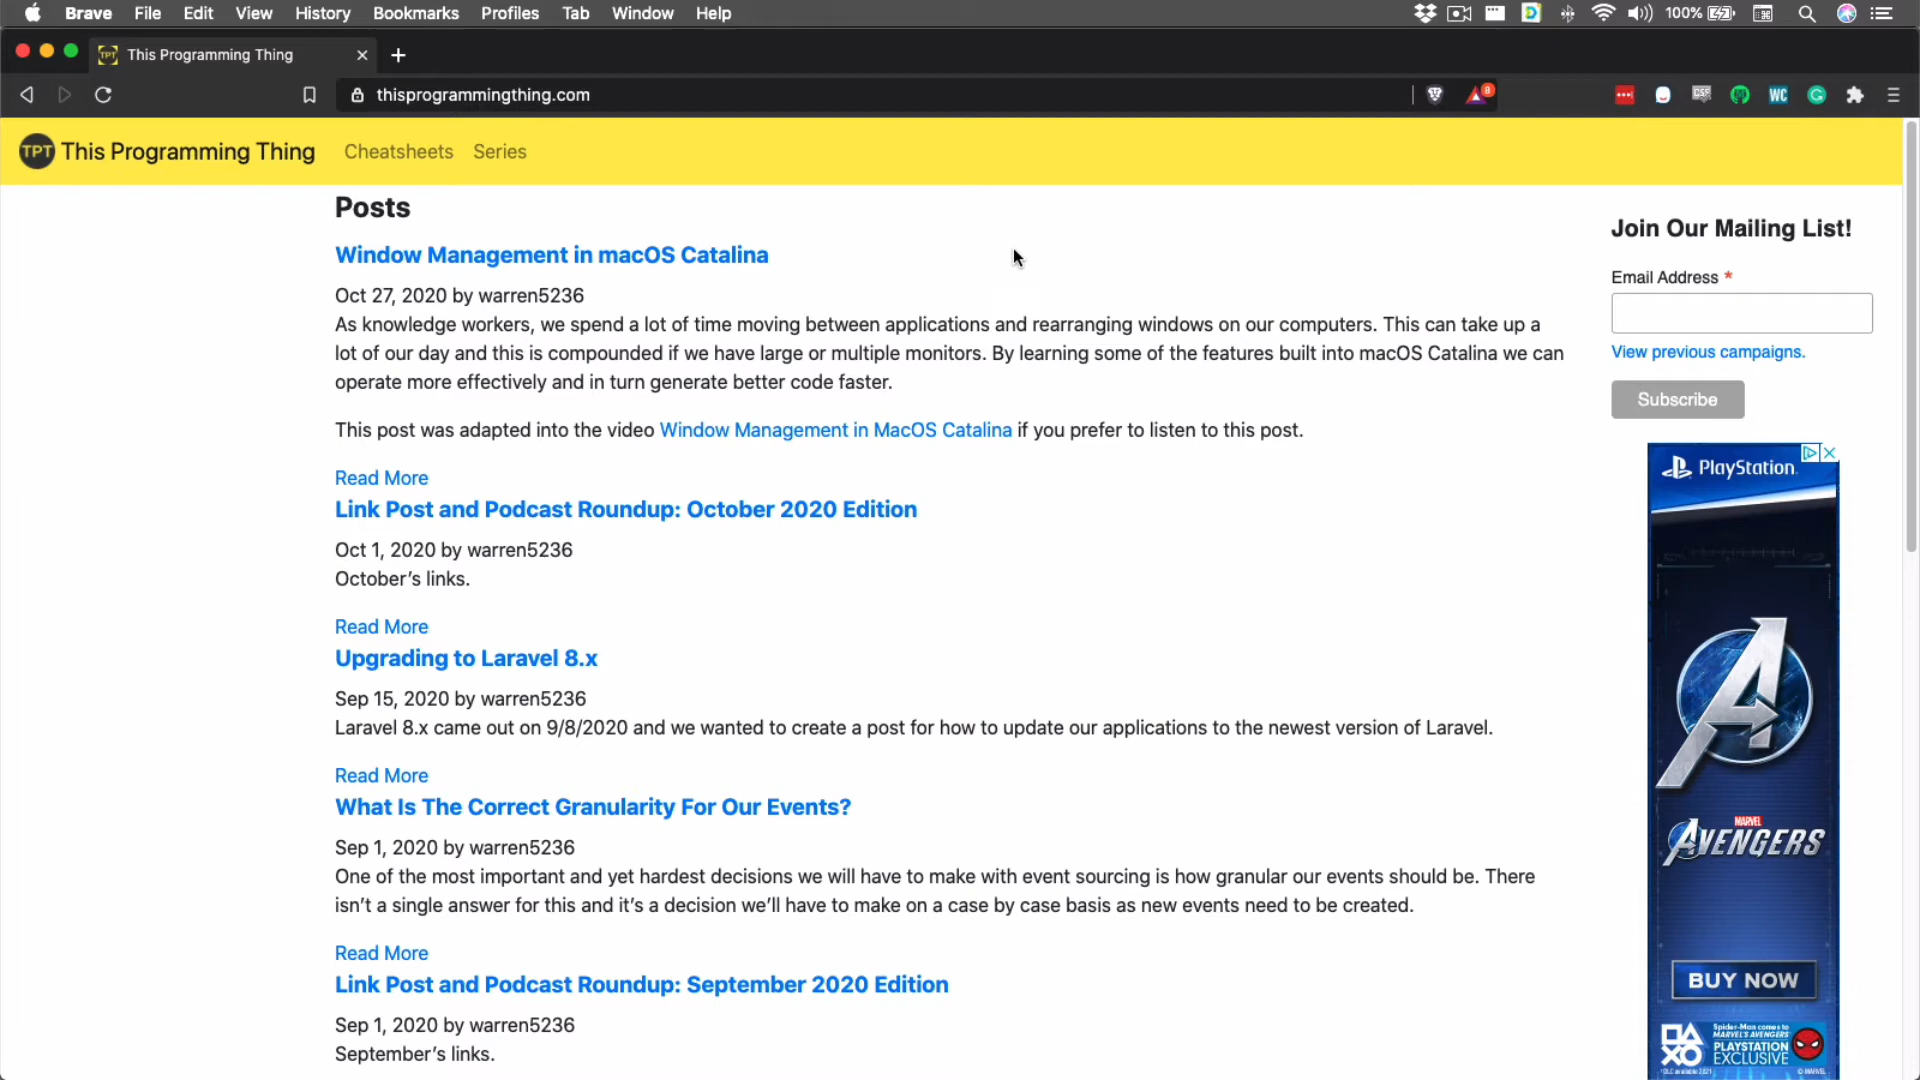 Brave File Edit View History Bookmarks Profiles Tab Window Help 100%
TPT This Programming Thing
thisprogrammingthing.com 8 CSP WC
TPT This Programming Thing Cheatsheets Series
Posts
Window Management in macOS Catalina
Oct 27, 2020 by warren5236
As knowledge workers, we spend a lot of time moving between applications and rearranging windows on our computers. This can take up a
lot of our day and this is compounded if we have large or multiple monitors. By learning some of the features built into macOS Catalina we can
operate more effectively and in turn generate better code faster.
This post was adapted into the video Window Management in MacOS Catalina if you prefer to listen to this post.
Read More
Link Post and Podcast Roundup: October 2020 Edition
Oct 1, 2020 by warren5236
October’s links.
Read More
Upgrading to Laravel 8.x
Sep 15, 2020 by warren5236
Laravel 8.x came out on 9/8/2020 and we wanted to create a post for how to update our applications to the newest version of Laravel.
Read More
What Is The Correct Granularity For Our Events?
Sep 1, 2020 by warren5236
One of the most important and yet hardest decisions we will have to make with event sourcing is how granular our events should be. There
isn’t a single answer for this and it’s a decision we’ll have to make on a case by case basis as new events need to be created.
Read More
Link Post and Podcast Roundup: September 2020 Edition
Sep 1, 2020 by warren5236
September’s links.
Join Our Mailing List!
Email Address *
View previous campaigns.
Subscribe
PlayStation
MARVEL
AVENGERS
BUY NOW
Spider-Man comes to
MARVEL'S AVENGERS
PLAYSTATION
EXCLUSIVE
© MARVEL